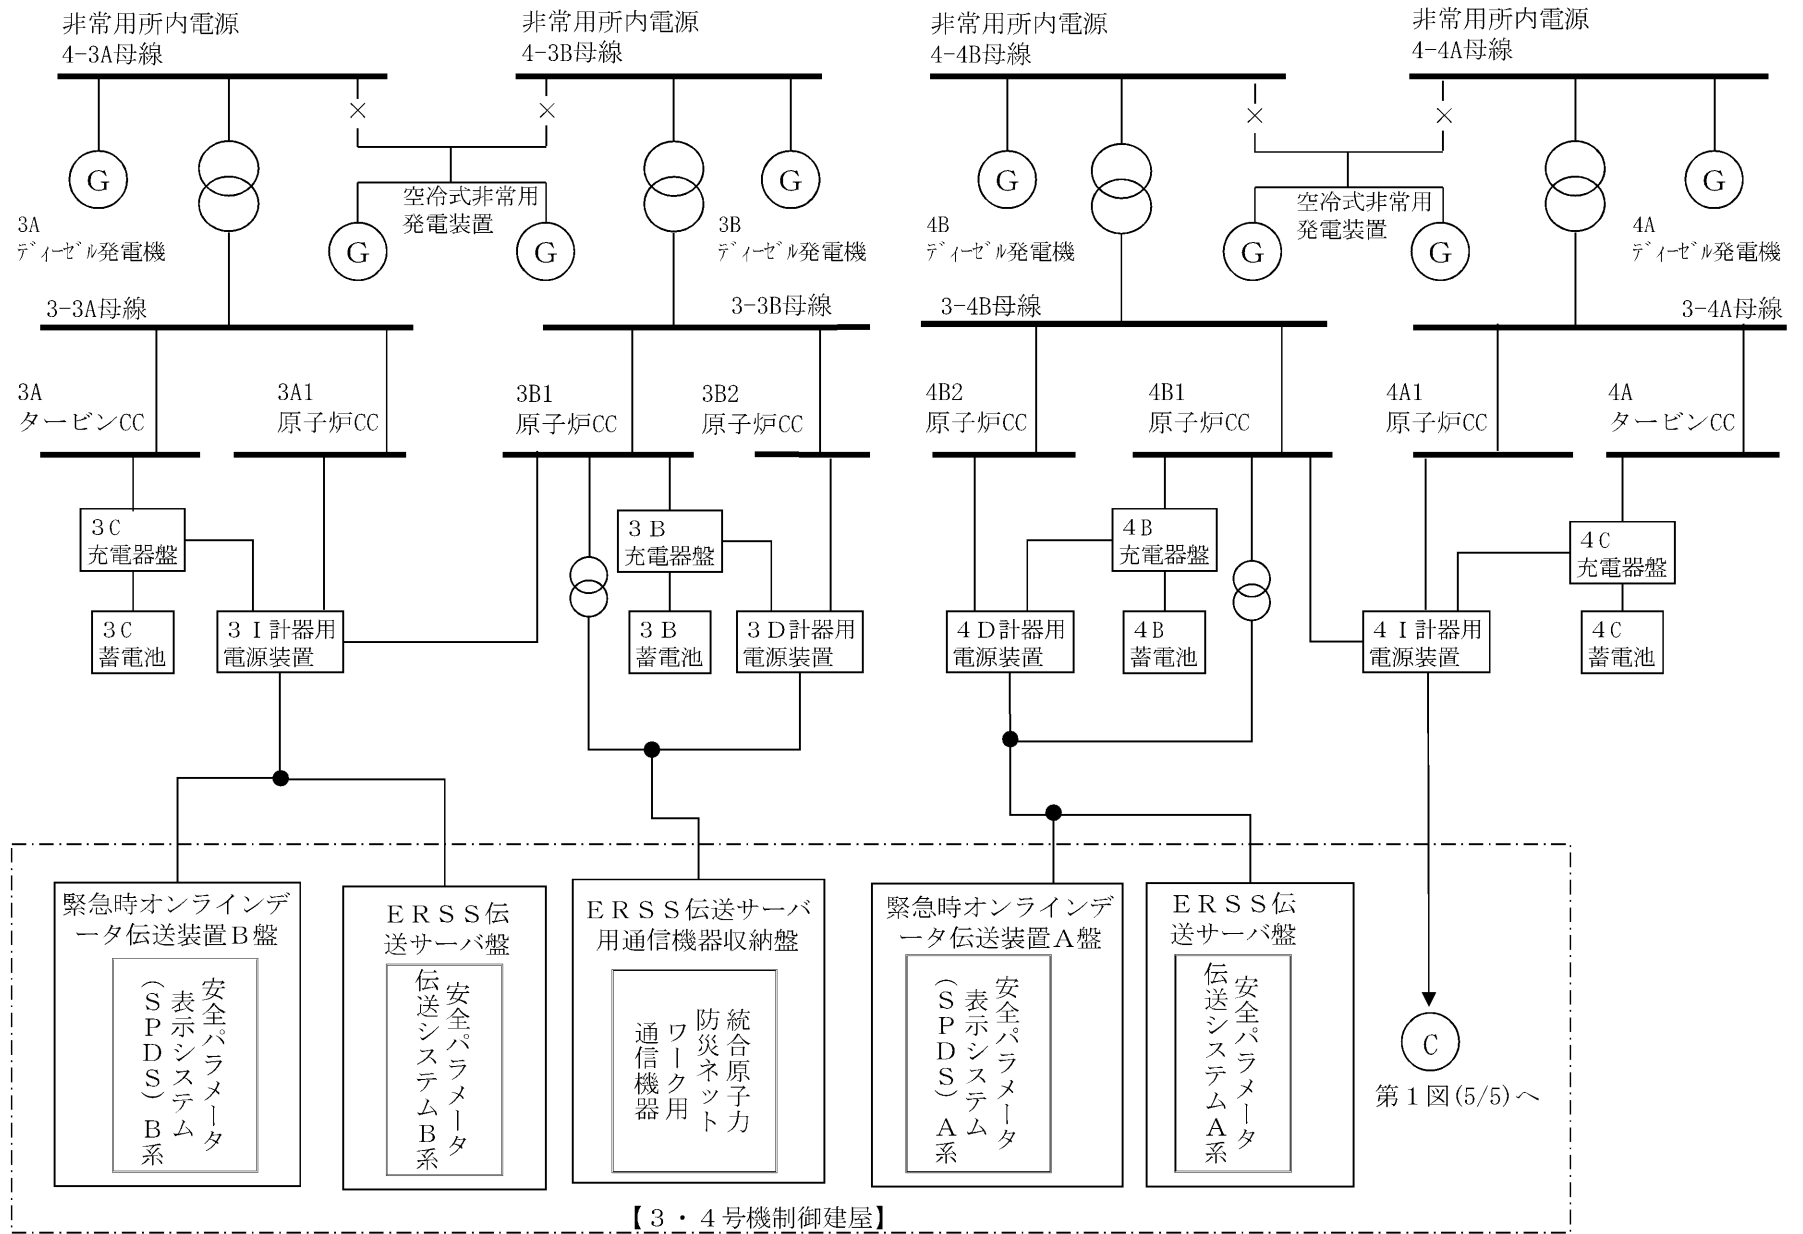 非常用所内電源
4-3A母線
非常用所内電源
4-3B母線
非常用所内電源
4-4B母線
非常用所内電源
4-4A母線
×
×
×
×
G
G
G
G
空冷式非常用
発電装置
空冷式非常用
発電装置
3A
ディーゼル発電機
G
G
3B
ディーゼル発電機
4B
ディーゼル発電機
G
G
4A
ディーゼル発電機
3-3A母線
3-3B母線
3-4B母線
3-4A母線
3A
タービンCC
3A1
原子炉CC
3B1
原子炉CC
3B2
原子炉CC
4B2
原子炉CC
4B1
原子炉CC
4A1
原子炉CC
4A
タービンCC
3C
充電器盤
3B
充電器盤
4B
充電器盤
4C
充電器盤
3C
蓄電池
3I計器用
電源装置
3B
蓄電池
3D計器用
電源装置
4D計器用
電源装置
4B
蓄電池
4I計器用
電源装置
4C
蓄電池
緊急時オンラインデ
ータ伝送装置B盤
安全パラメータ
表示システム
(SPDS)B系
ERSS伝
送サーバ盤
安全パラメータ
伝送システムB系
ERSS伝送サーバ
用通信機器収納盤
統合原子力
防災ネット
ワーク用
通信機器
緊急時オンラインデ
ータ伝送装置A盤
安全パラメータ
表示システム
(SPDS)A系
ERSS伝
送サーバ盤
安全パラメータ
伝送システムA系
C
第1図(5/5)へ
【3・4号機制御建屋】